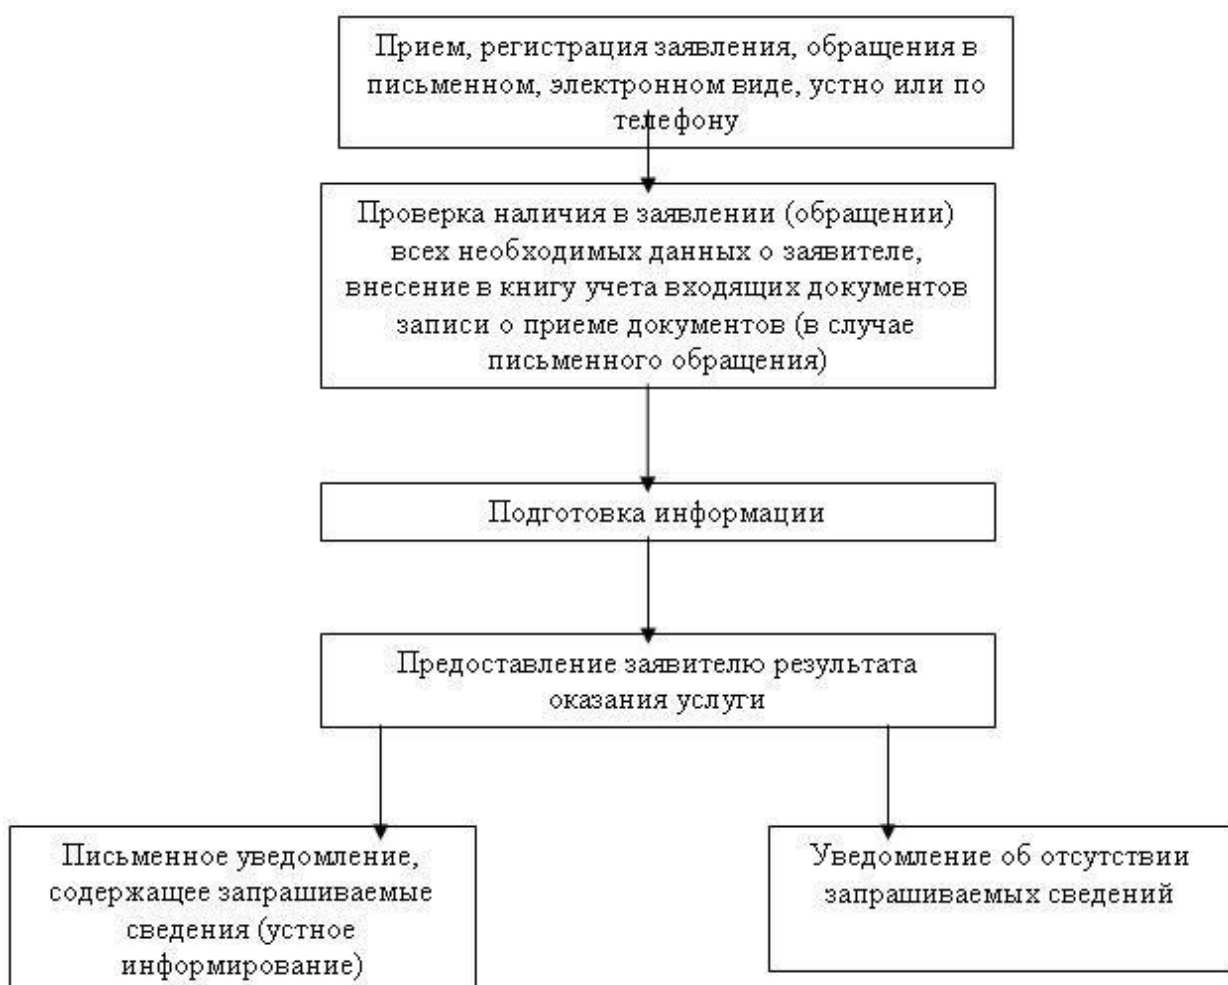 Прием, регистрация заявления, обращения в
письменном, электронном виде, устно или по
телефону
Проверка наличия в заявлении (обращении)
всех необходимых данных о заявителе,
внесение в книгу учета входящих документов
записи о приеме документов (в случае
письменного обращения)
Подготовка информации
Предоставление заявителю результата
оказания услуги
Письменное уведомление,
содержащее запрашиваемые
сведения (устное
информирование)
Уведомление об отсутствии
запрашиваемых сведений